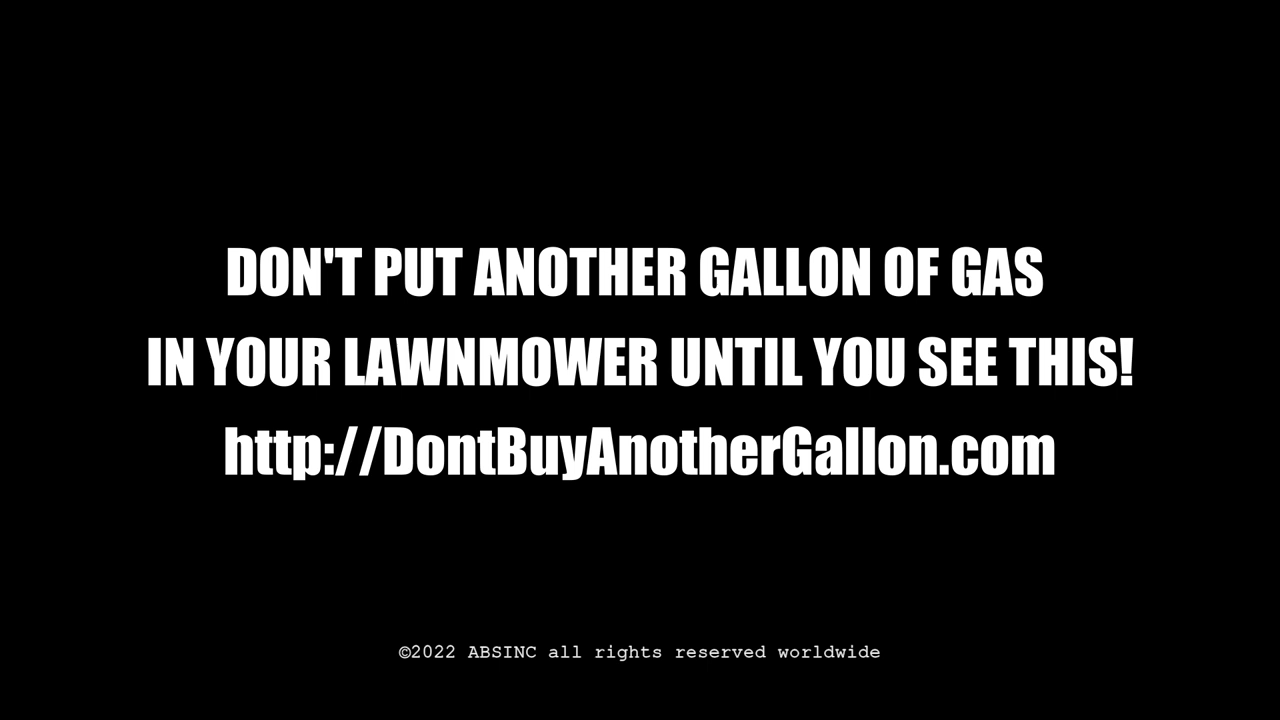 DON'T PUT ANOTHER GALLON OF GAS
IN YOUR LAWNMOWER UNTIL YOU SEE THIS!
http://DontBuyAnotherGallon.com
©2022 ABSINC all rights reserved worldwide